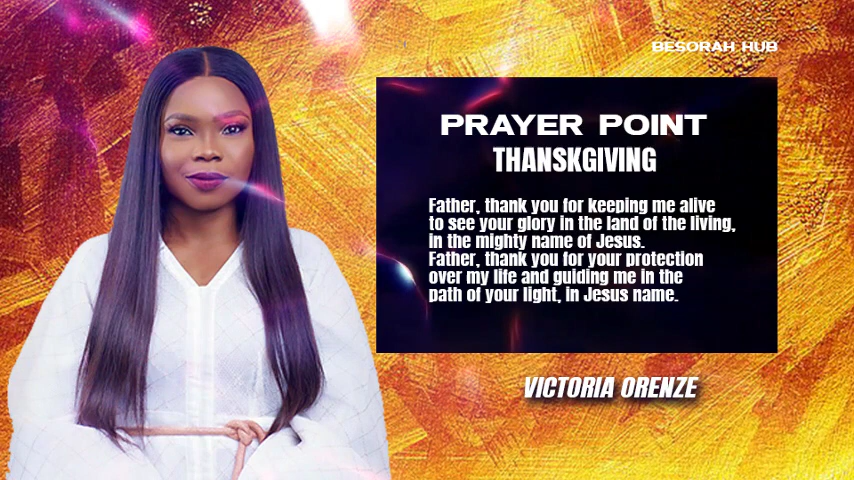 BESORAH HUB
PRAYER POINT
THANSKGIVING
Father, thank you for keeping me alive
to see your glory in the land of the living,
in the mighty name of Jesus.
Father, thank you for your protection
over my life and guiding me in the
path of your light, in Jesus name.
VICTORIA ORENZE